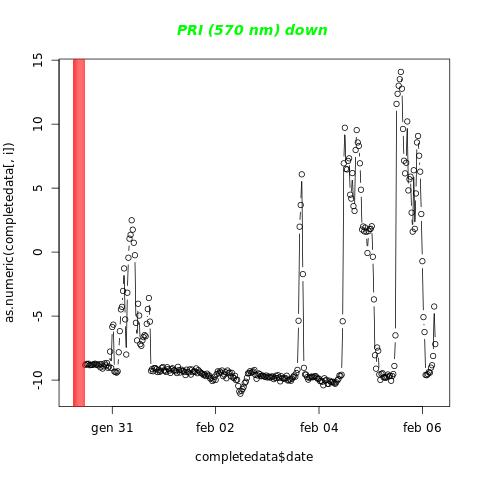 PRI (570 nm) down
15
10
5
0
-5
-10
as.numeric(completedata[, i])
gen 31
feb 02
feb 04
feb 06
completedata$date